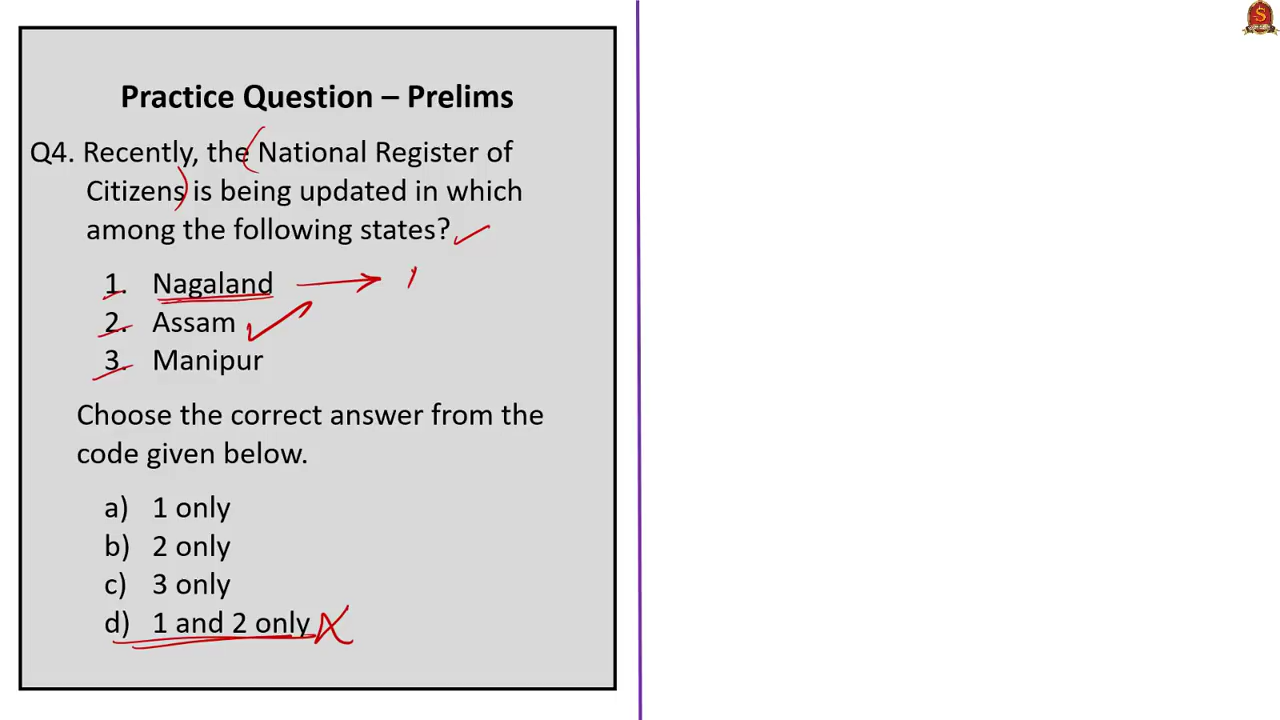 Practice Question – Prelims
Q4. Recently, the National Register of
Citizens is being updated in which
among the following states?
1. Nagaland
2. Assam
3. Manipur
Choose the correct answer from the
code given below.
a) 1 only
b) 2 only
c) 3 only
d) 1 and 2 only